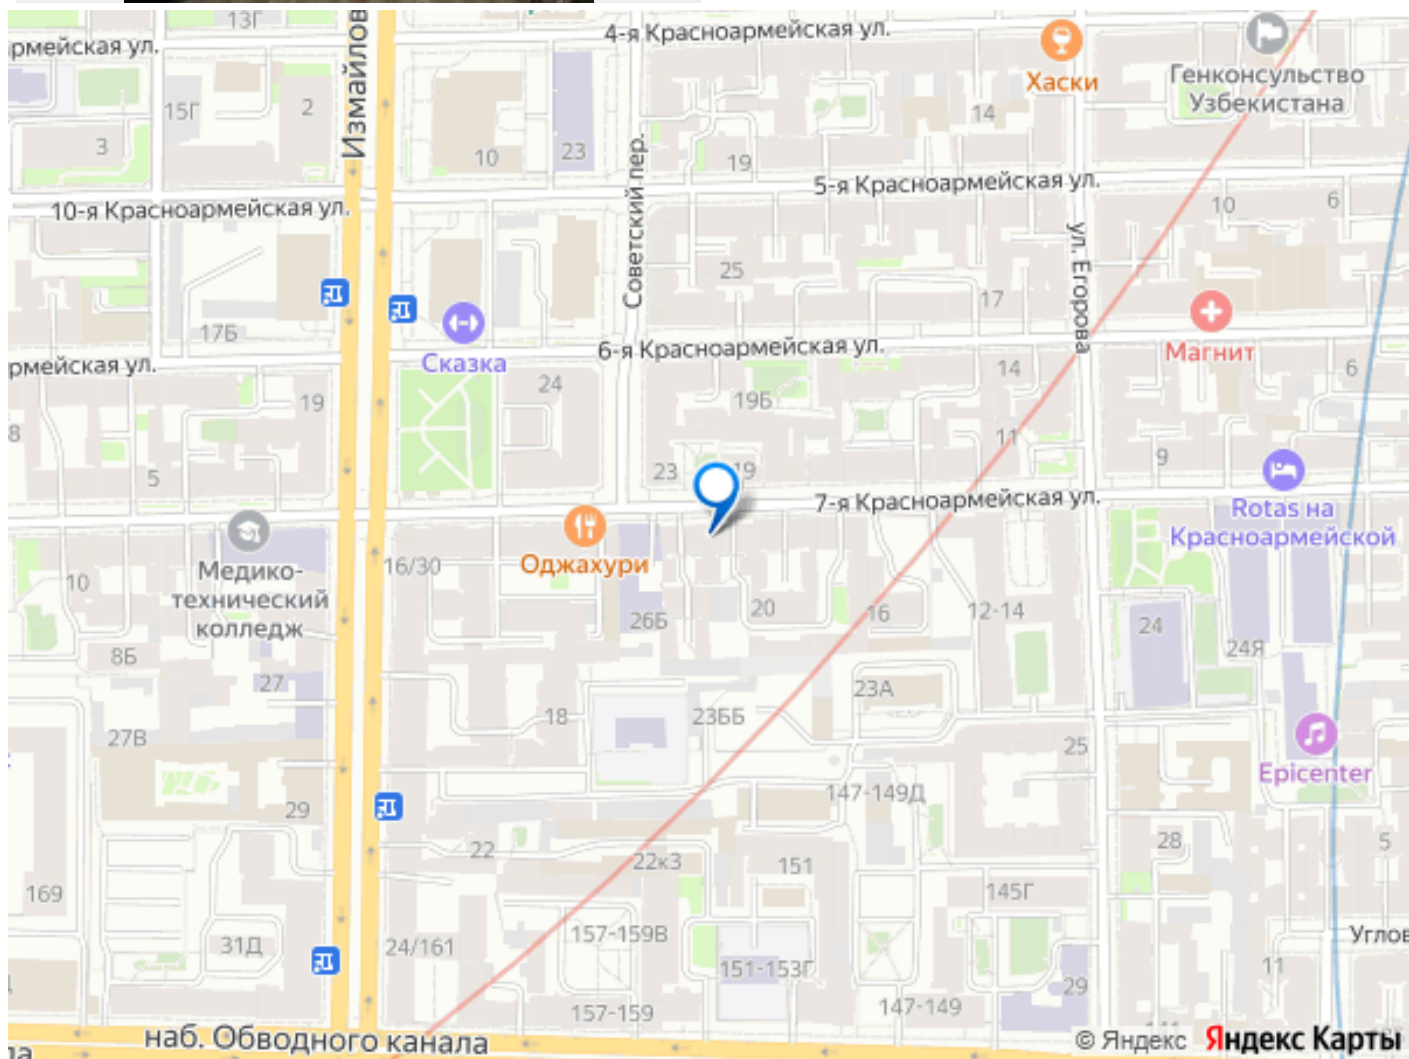 13Г
4-я Красноармейская ул.
рмейская ул.
Измайлов
Хаски
Генконсульство
Узбекистана
15Г
2
3
10
23
14
19
Советский пер.
5-я Красноармейская ул.
10-я Красноармейская ул.
10
6
ул. Егорова
25
17
17Б
Сказка
6-я Красноармейская ул.
Магнит
рмейская ул.
24
14
6
19
19Б
8
11
9
5
23
19
7-я Красноармейская ул.
Rotas на
Красноармейской
Оджахури
16/30
Медико-
технический
колледж
10
20
16
12-14
26Б
24
24Я
8Б
27
23А
18
23ББ
27В
25
Epicenter
147-149Д
29
28
5
22
22к3
151
169
145Г
31Д
24/161
157-159В
151-153Г
Углов
11
29
157-159
147-149
наб. Обводного канала
© Яндекс
Яндекс Карты
ла